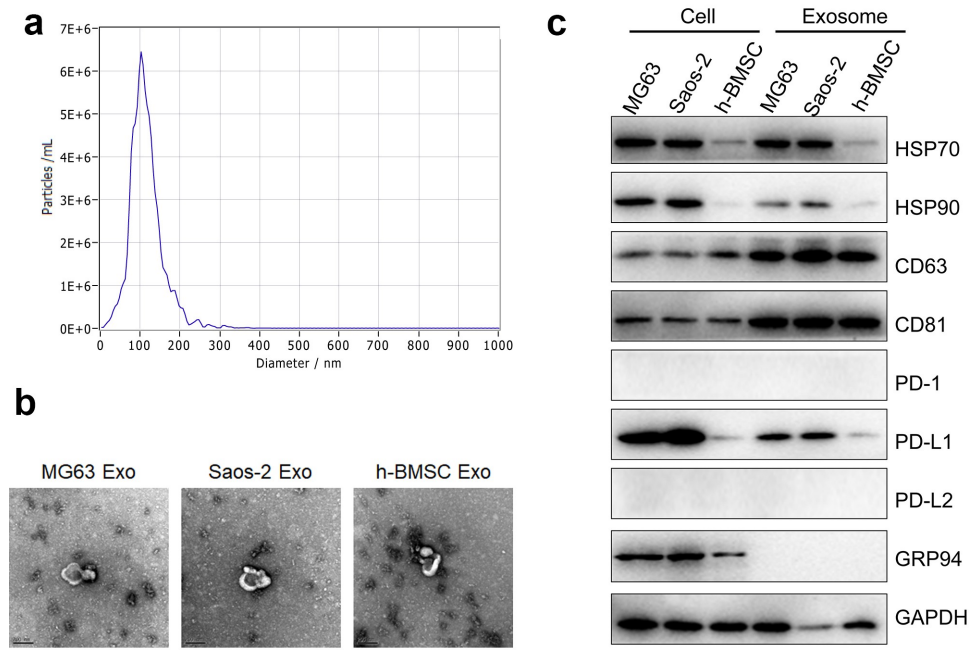 a
Particles /mL
7E+6
6E+6
5E+6
4E+6
3E+6
2E+6
1E+6
0E+0
0 100 200 300 400 500 600 700 800 900 1000
Diameter / nm
b
MG63 Exo Saos-2 Exo h-BMSC Exo
c
Cell Exosome
MG63 Saos-2 h-BMSC MG63 Saos-2 h-BMSC
HSP70
HSP90
CD63
CD81
PD-1
PD-L1
PD-L2
GRP94
GAPDH